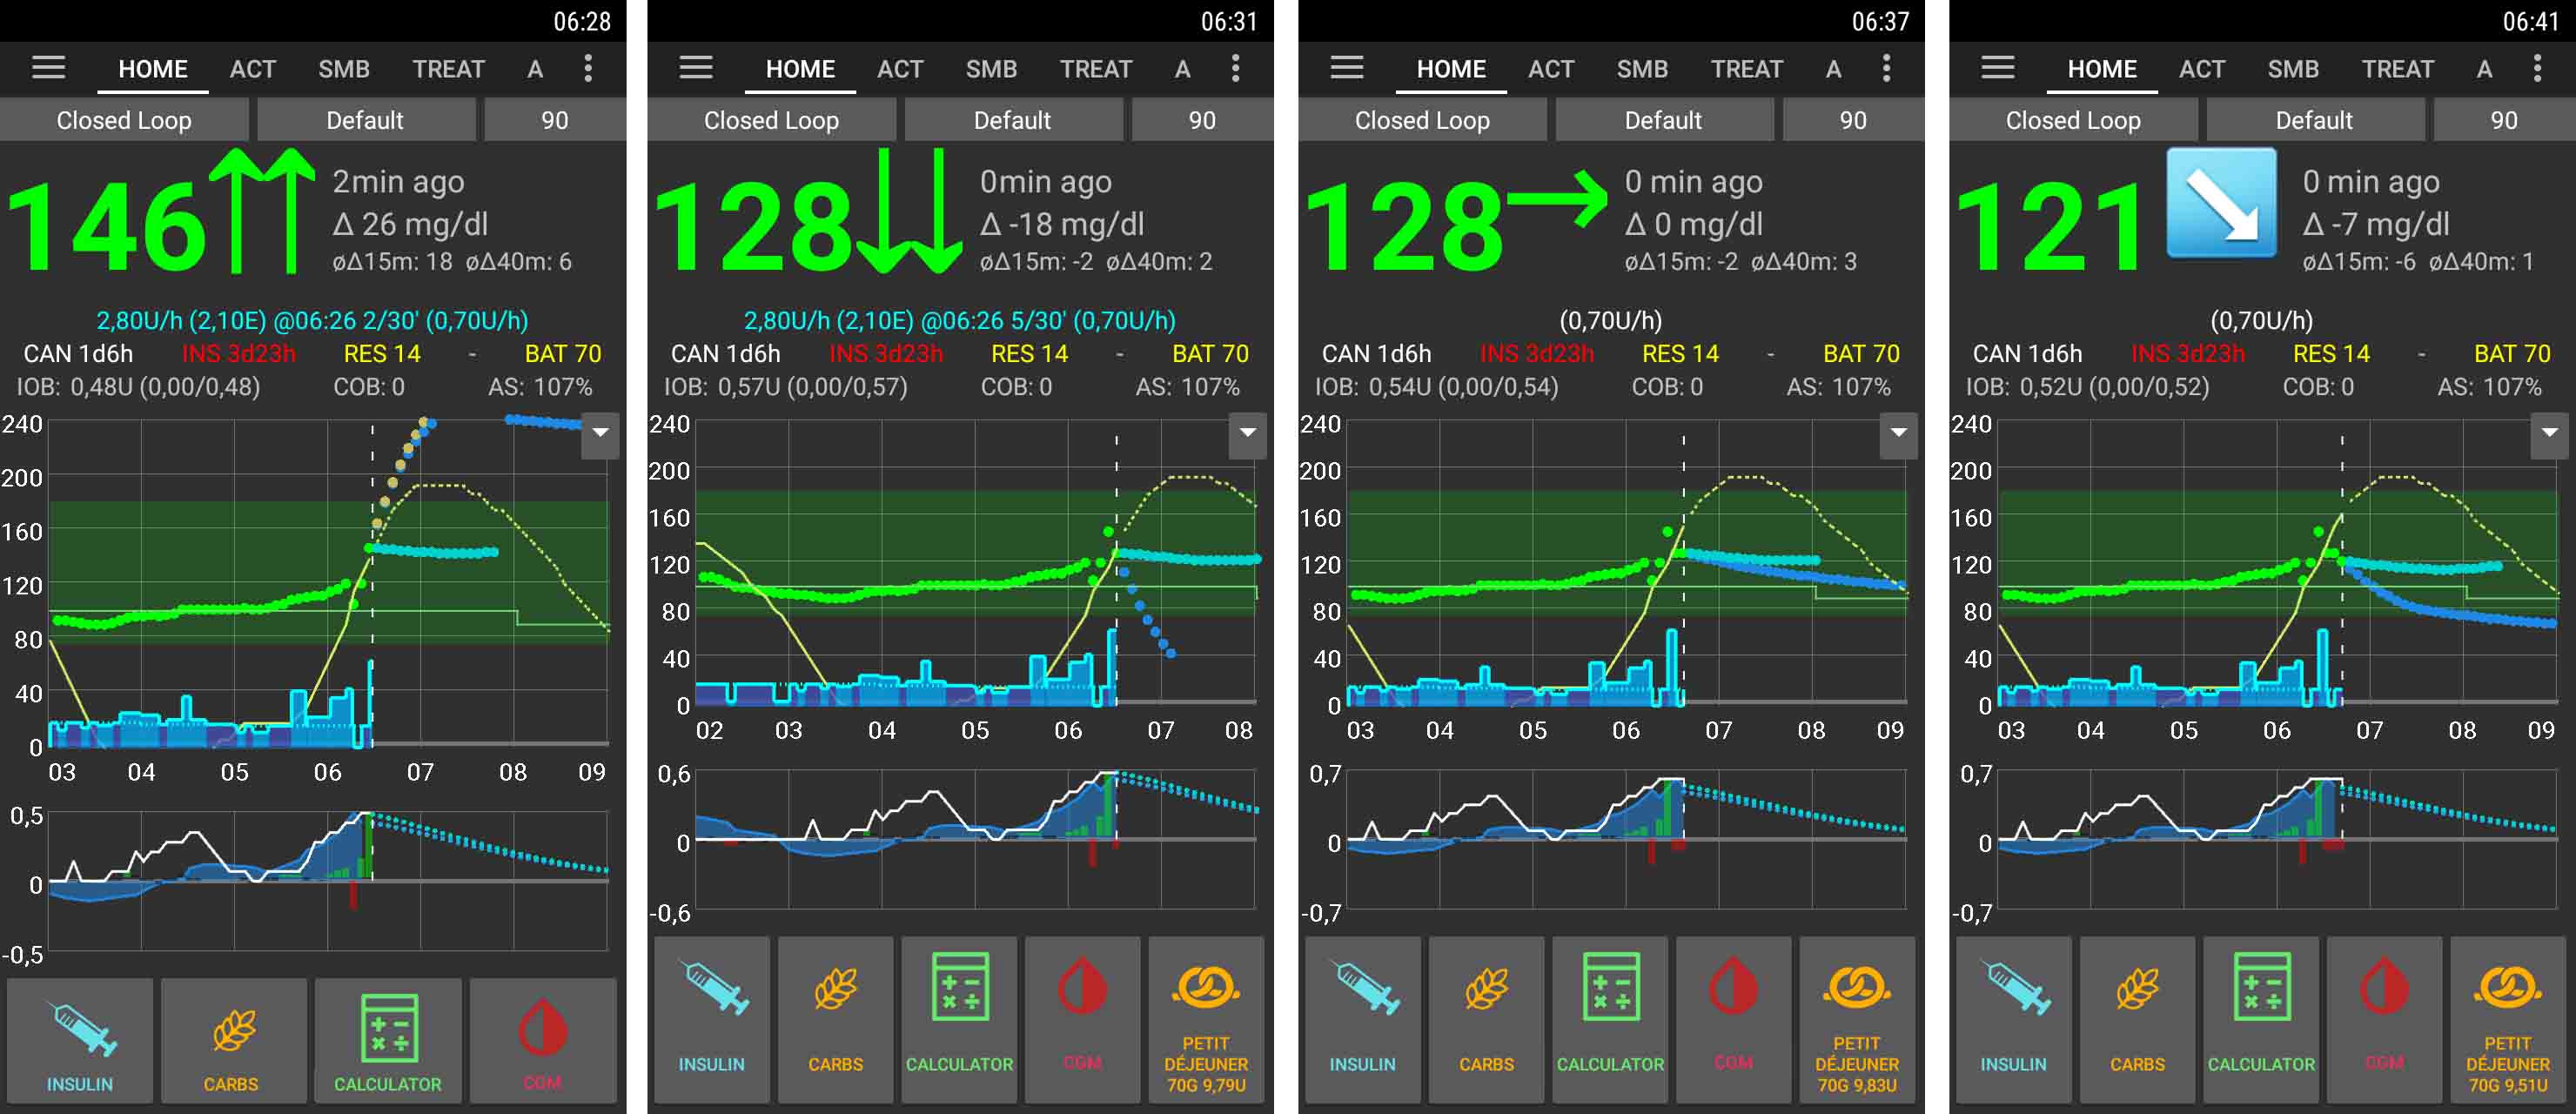 06:28
HOME ACT SMB TREAT A
Closed Loop Default 90
146 2min ago
Δ 26 mg/dl
øΔ15m: 18 øΔ40m: 6
2,80U/h (2,10E) @06:26 2/30' (0,70U/h)
CAN 1d6h INS 3d23h RES 14 - BAT 70
IOB: 0,48U (0,00/0,48) COB: 0 AS: 107%
240
200
160
120
80
40
0
03 04 05 06 07 08 09
0,5
0
-0,5
INSULIN CARBS CALCULATOR CGM
06:31
HOME ACT SMB TREAT A
Closed Loop Default 90
128 0min ago
Δ -18 mg/dl
øΔ15m: -2 øΔ40m: 2
2,80U/h (2,10E) @06:26 5/30' (0,70U/h)
CAN 1d6h INS 3d23h RES 14 - BAT 70
IOB: 0,57U (0,00/0,57) COB: 0 AS: 107%
240
200
160
120
80
40
0
02 03 04 05 06 07 08
0,6
0
-0,6
INSULIN CARBS CALCULATOR CGM PETIT
DÉJEUNER
70G 9,79U
06:37
HOME ACT SMB TREAT A
Closed Loop Default 90
128 0 min ago
Δ 0 mg/dl
øΔ15m: -2 øΔ40m: 3
(0,70U/h)
CAN 1d6h INS 3d23h RES 14 - BAT 70
IOB: 0,54U (0,00/0,54) COB: 0 AS: 107%
240
200
160
120
80
40
0
03 04 05 06 07 08 09
0,7
0
-0,7
INSULIN CARBS CALCULATOR CGM PETIT
DÉJEUNER
70G 9,83U
06:41
HOME ACT SMB TREAT A
Closed Loop Default 90
121 0 min ago
Δ -7 mg/dl
øΔ15m: -6 øΔ40m: 1
(0,70U/h)
CAN 1d6h INS 3d23h RES 14 - BAT 70
IOB: 0,52U (0,00/0,52) COB: 0 AS: 107%
240
200
160
120
80
40
0
03 04 05 06 07 08 09
0,7
0
-0,7
INSULIN CARBS CALCULATOR CGM PETIT
DÉJEUNER
70G 9,51U